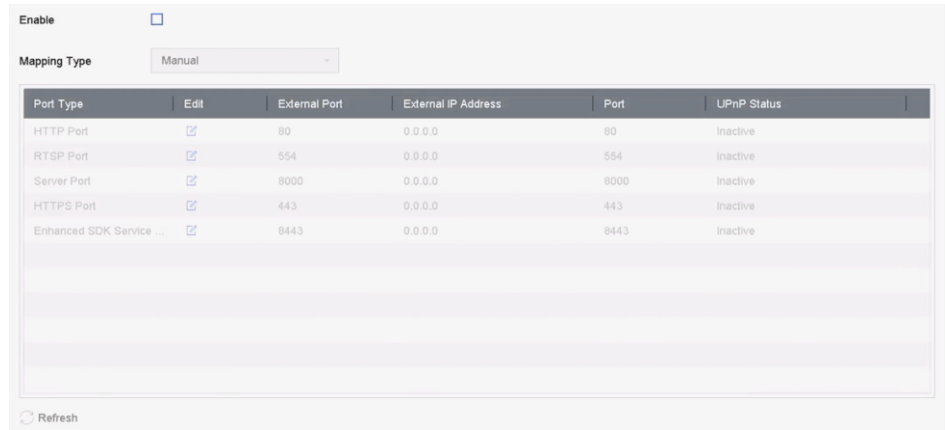 Enable
Mapping Type Manual
Port Type Edit External Port External IP Address Port UPnP Status
HTTP Port 80 0.0.0.0 80 Inactive
RTSP Port 554 0.0.0.0 554 Inactive
Server Port 8000 0.0.0.0 8000 Inactive
HTTPS Port 443 0.0.0.0 443 Inactive
Enhanced SDK Service ... 8443 0.0.0.0 8443 Inactive
Refresh